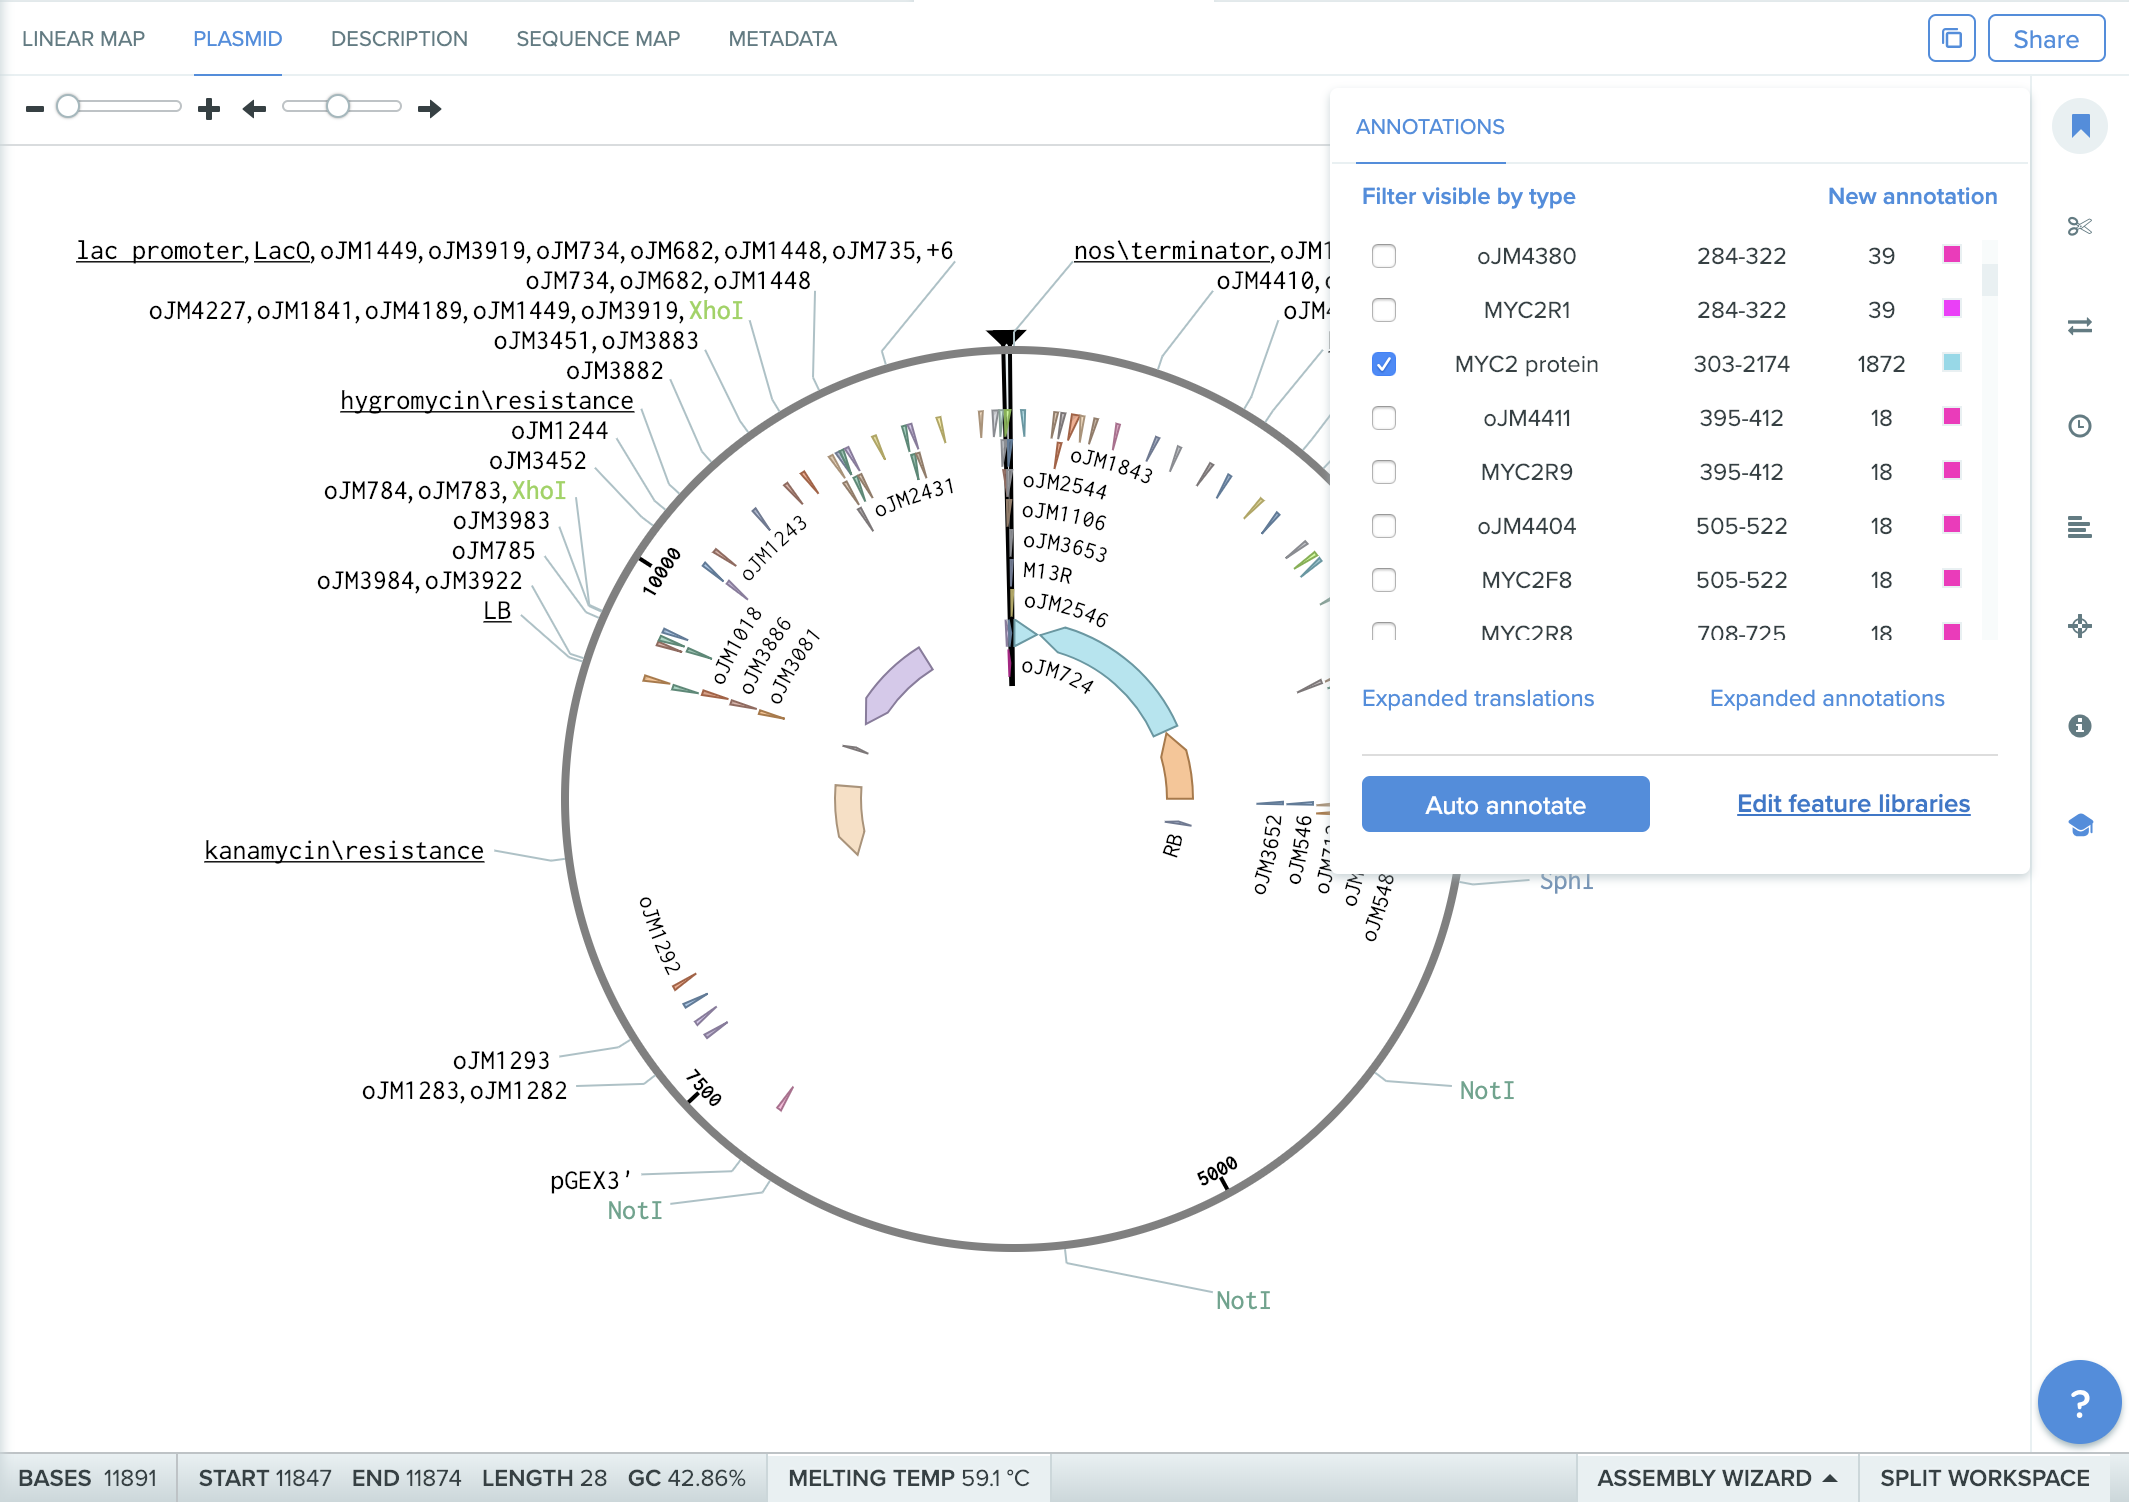 LINEAR MAP PLASMID DESCRIPTION SEQUENCE MAP METADATA
Share
ANNOTATIONS
Filter visible by type New annotation
oJM4380 284-322 39
MYC2R1 284-322 39
MYC2 protein 303-2174 1872
oJM4411 395-412 18
MYC2R9 395-412 18
oJM4404 505-522 18
MYC2F8 505-522 18
MYC2R8 708-725 18
Expanded translations Expanded annotations
Auto annotate Edit feature libraries
lac promoter, LacO, oJM1449, oJM3919, oJM734, oJM682, oJM1448, oJM735, +6
oJM734, oJM682, oJM1448
oJM4227, oJM1841, oJM4189, oJM1449, oJM3919, XhoI
oJM3451, oJM3883
oJM3882
hygromycin\resistance
oJM1244
oJM3452
oJM784, oJM783, XhoI
oJM3983
oJM785
oJM3984, oJM3922
LB
kanamycin\resistance
oJM1293
oJM1283, oJM1282
pGEX3'
NotI
nos\terminator,
oJM4410,
10000
7500
5000
oJM1243
oJM2431
oJM1843
oJM2544
oJM1106
oJM3653
M13R
oJM2546
oJM724
oJM1018
oJM3886
oJM3081
oJM1292
RB
oJM3652
oJM546
oJM548
SphI
NotI
NotI
?
BASES 11891 START 11847 END 11874 LENGTH 28 GC 42.86% MELTING TEMP 59.1 °C ASSEMBLY WIZARD SPLIT WORKSPACE